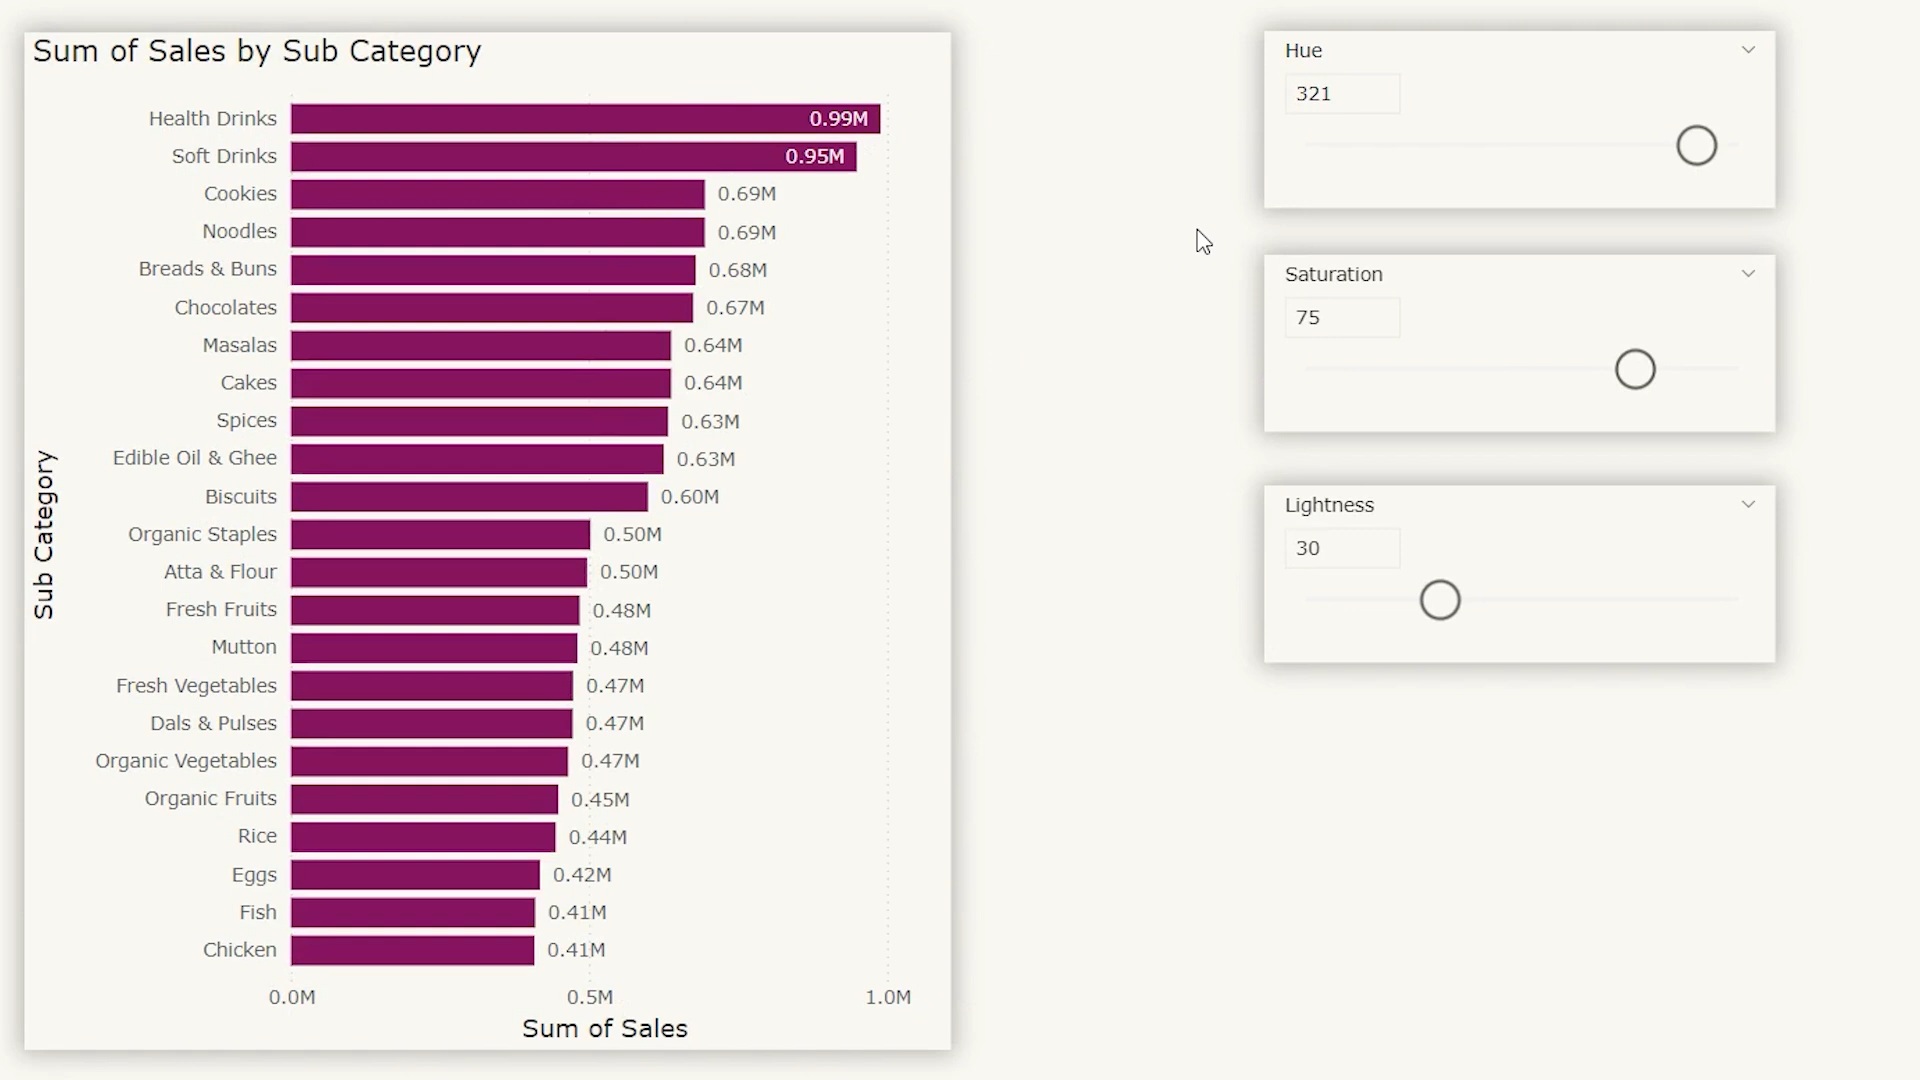 Sum of Sales by Sub Category
Sub Category
Health Drinks 0.99M
Soft Drinks 0.95M
Cookies 0.69M
Noodles 0.69M
Breads & Buns 0.68M
Chocolates 0.67M
Masalas 0.64M
Cakes 0.64M
Spices 0.63M
Edible Oil & Ghee 0.63M
Biscuits 0.60M
Organic Staples 0.50M
Atta & Flour 0.50M
Fresh Fruits 0.48M
Mutton 0.48M
Fresh Vegetables 0.47M
Dals & Pulses 0.47M
Organic Vegetables 0.47M
Organic Fruits 0.45M
Rice 0.44M
Eggs 0.42M
Fish 0.41M
Chicken 0.41M
0.0M 0.5M 1.0M
Sum of Sales
Hue
321
Saturation
75
Lightness
30